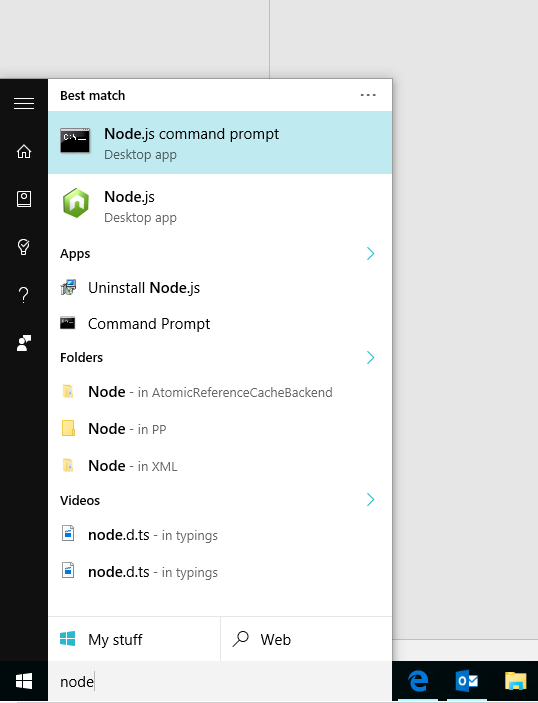 Best match
Node.js command prompt
Desktop app
Node.js
Desktop app
Apps
Uninstall Node.js
Command Prompt
Folders
Node - in AtomicReferenceCacheBackend
Node - in PP
Node - in XML
Videos
node.d.ts - in typings
node.d.ts - in typings
My stuff
Web
node